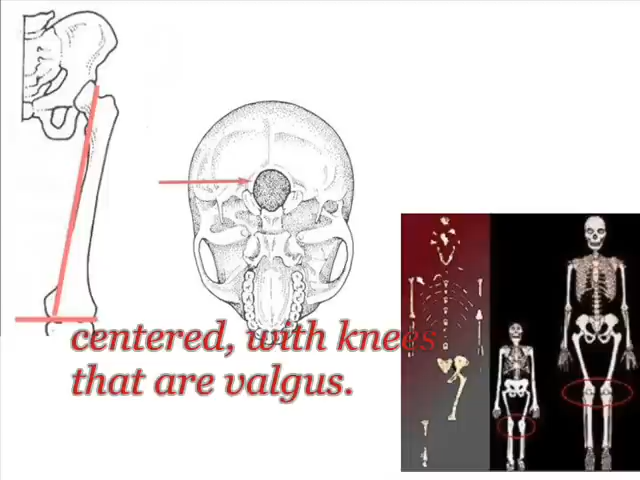 centered, with knees
that are valgus.